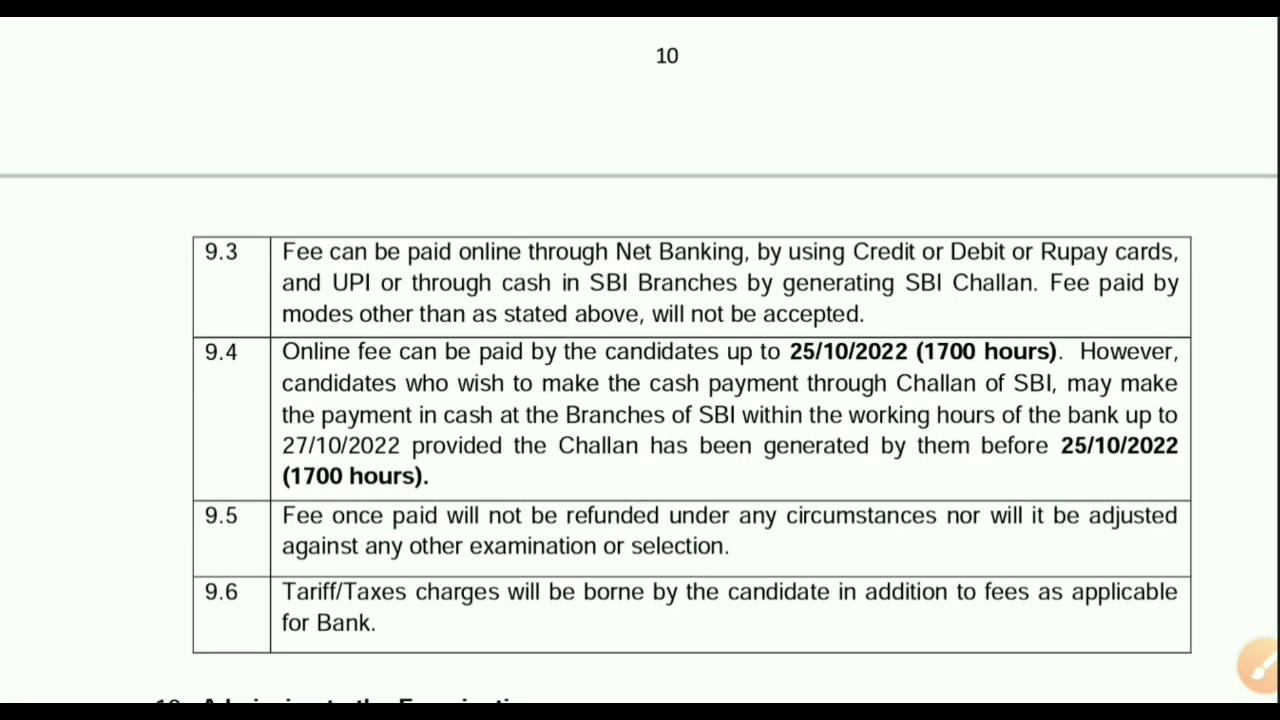 10
9.3 Fee can be paid online through Net Banking, by using Credit or Debit or Rupay cards,
and UPI or through cash in SBI Branches by generating SBI Challan. Fee paid by
modes other than as stated above, will not be accepted.
9.4 Online fee can be paid by the candidates up to 25/10/2022 (1700 hours). However,
candidates who wish to make the cash payment through Challan of SBI, may make
the payment in cash at the Branches of SBI within the working hours of the bank up to
27/10/2022 provided the Challan has been generated by them before 25/10/2022
(1700 hours).
9.5 Fee once paid will not be refunded under any circumstances nor will it be adjusted
against any other examination or selection.
9.6 Tariff/Taxes charges will be borne by the candidate in addition to fees as applicable
for Bank.